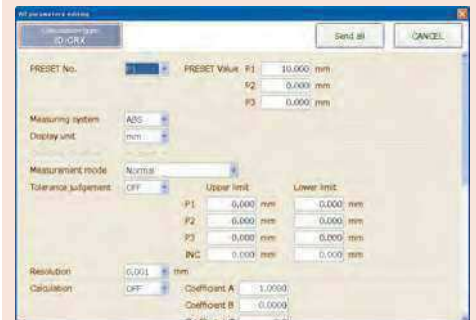 All parameters editing
Calculation type
ID-CRX
Send all
CANCEL
PRESET No. P1 PRESET Value P1 10.000 mm
P2 0.000 mm
P3 0.000 mm
Measuring system ABS
Display unit mm
Measurement mode Normal
Tolerance judgement OFF Upper limit Lower limit
P1 0.000 mm 0.000 mm
P2 0.000 mm 0.000 mm
P3 0.000 mm 0.000 mm
INC 0.000 mm 0.000 mm
Resolution 0.001 mm
Calculation OFF Coefficient A 1.0000
Coefficient B 0.0000